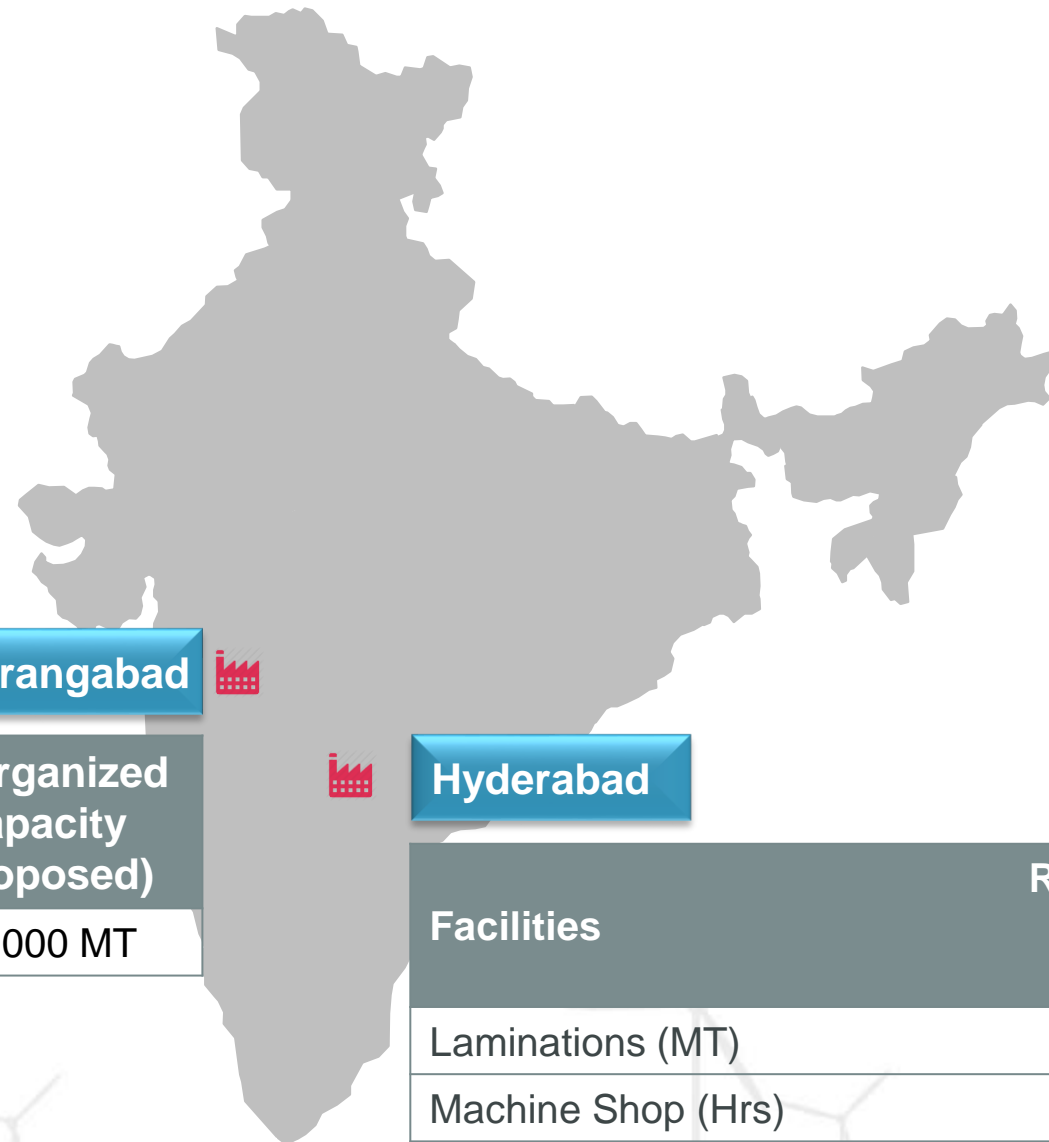 rangabad
rganized
apacity
oposed)
000 MT
Hyderabad
R
Facilities
Laminations (MT)
Machine Shop (Hrs)